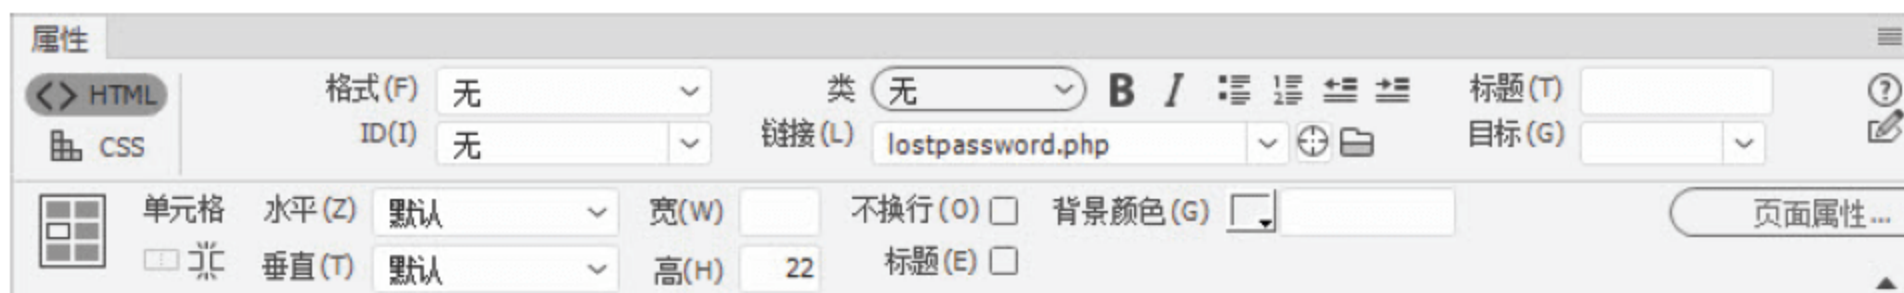 属性
HTML 格式(F) 无 类 无 B I 标题(T)
CSS ID(I) 无 链接(L) lostpassword.php 目标(G)
单元格 水平(Z) 默认 宽(W) 不换行(O) 背景颜色(G) 页面属性...
垂直(T) 默认 高(H) 22 标题(E)